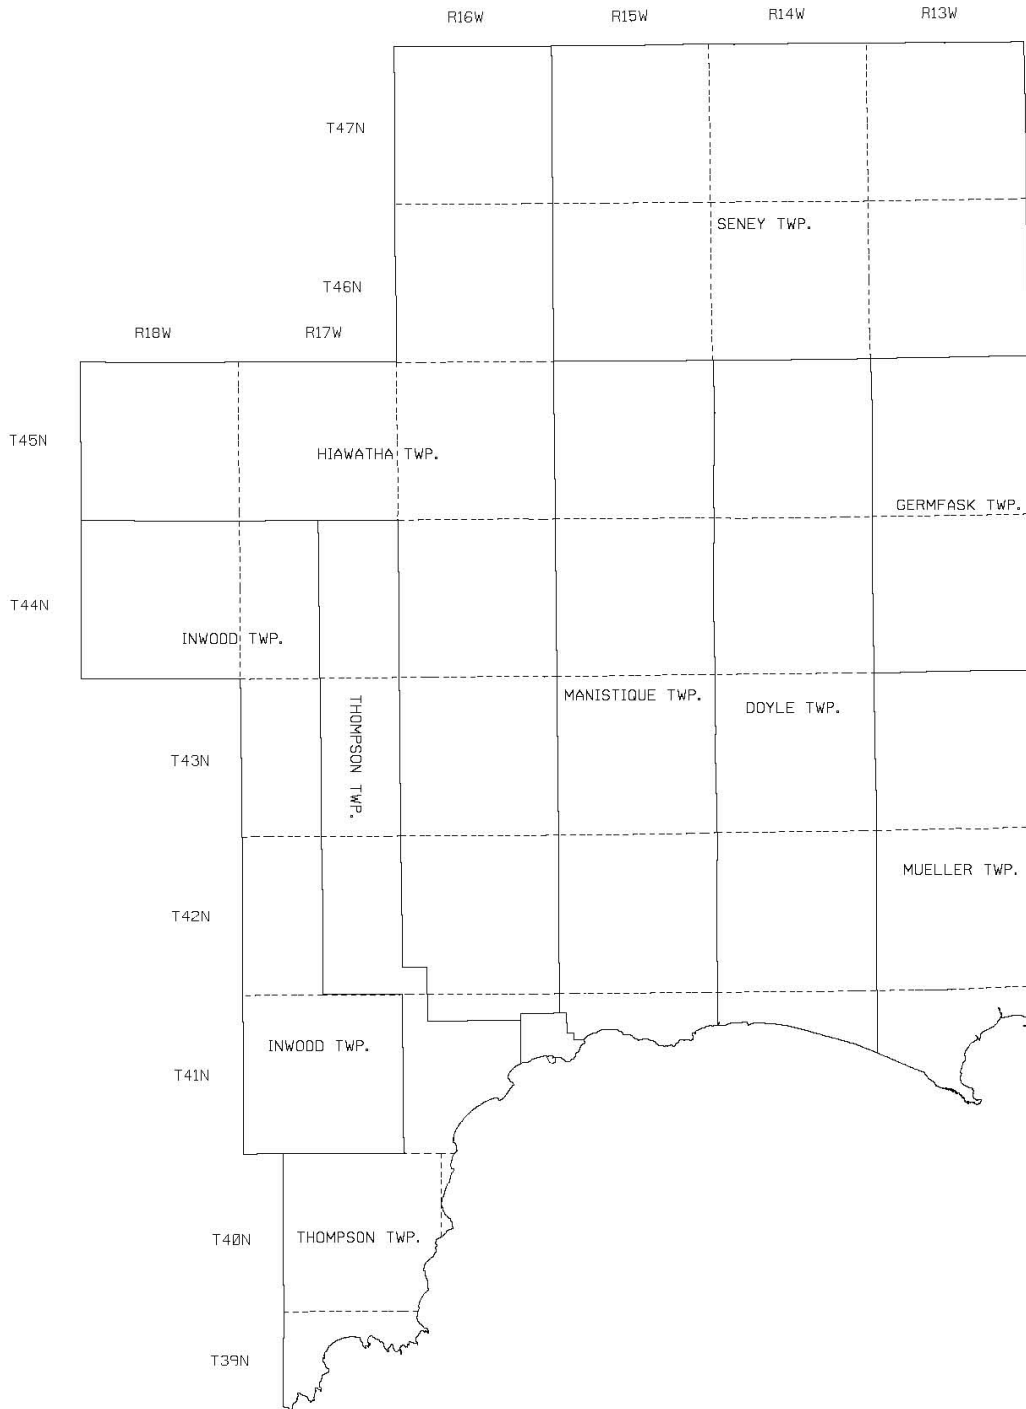 R16W R15W R14W R13W
T47N
SENEY TWP.
T46N
R18W R17W
T45N
HIAWATHA TWP.
GERMFASK TWP.
T44N
INWOOD TWP.
MANISTIQUE TWP.
DOYLE TWP.
THOMPSON TWP.
T43N
MUELLER TWP.
T42N
INWOOD TWP.
T41N
T40N
THOMPSON TWP.
T39N